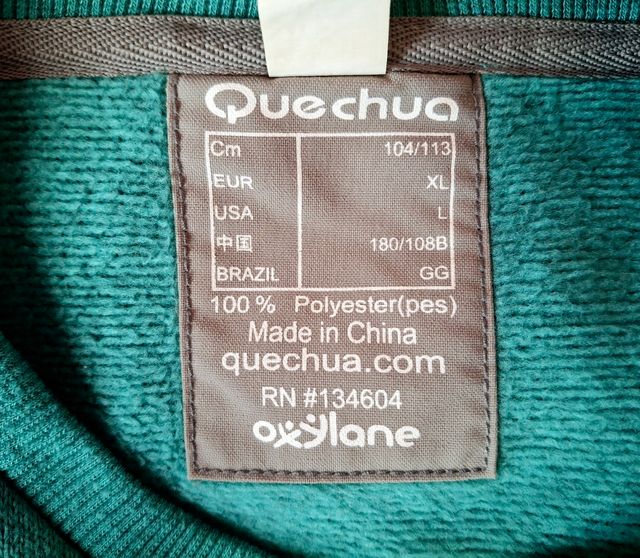 Quechua
Cm 104/113
EUR XL
USA L
中国 180/108B
BRAZIL GG
100 % Polyester(pes)
Made in China
quechua.com
RN #134604
oxylane